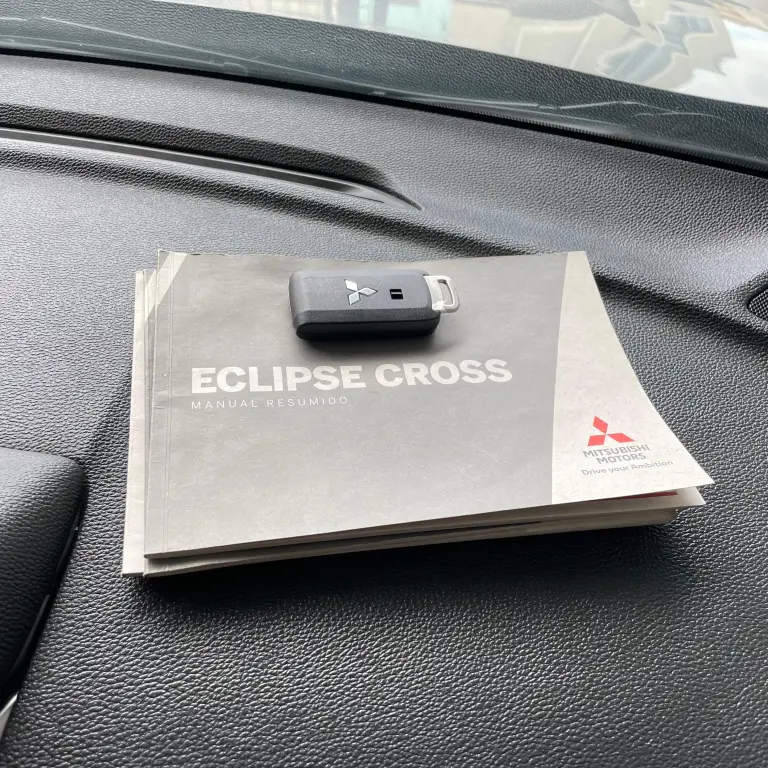 ECLIPSE CROSS
MANUAL RESUMIDO
MITSUBISHI
MOTORS
Drive your Ambition